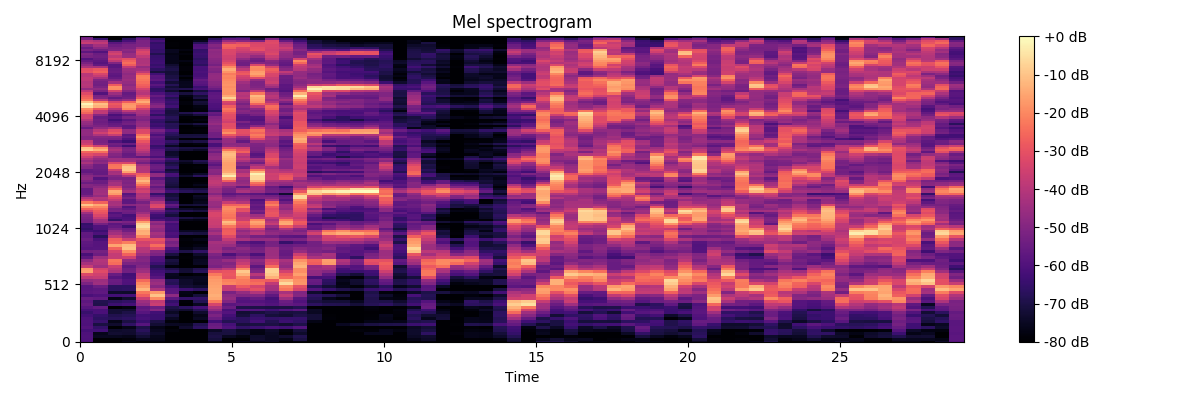 Mel spectrogram
Hz
8192
4096
2048
1024
512
0
0 5 10 15 20 25
Time
+0 dB
-10 dB
-20 dB
-30 dB
-40 dB
-50 dB
-60 dB
-70 dB
-80 dB